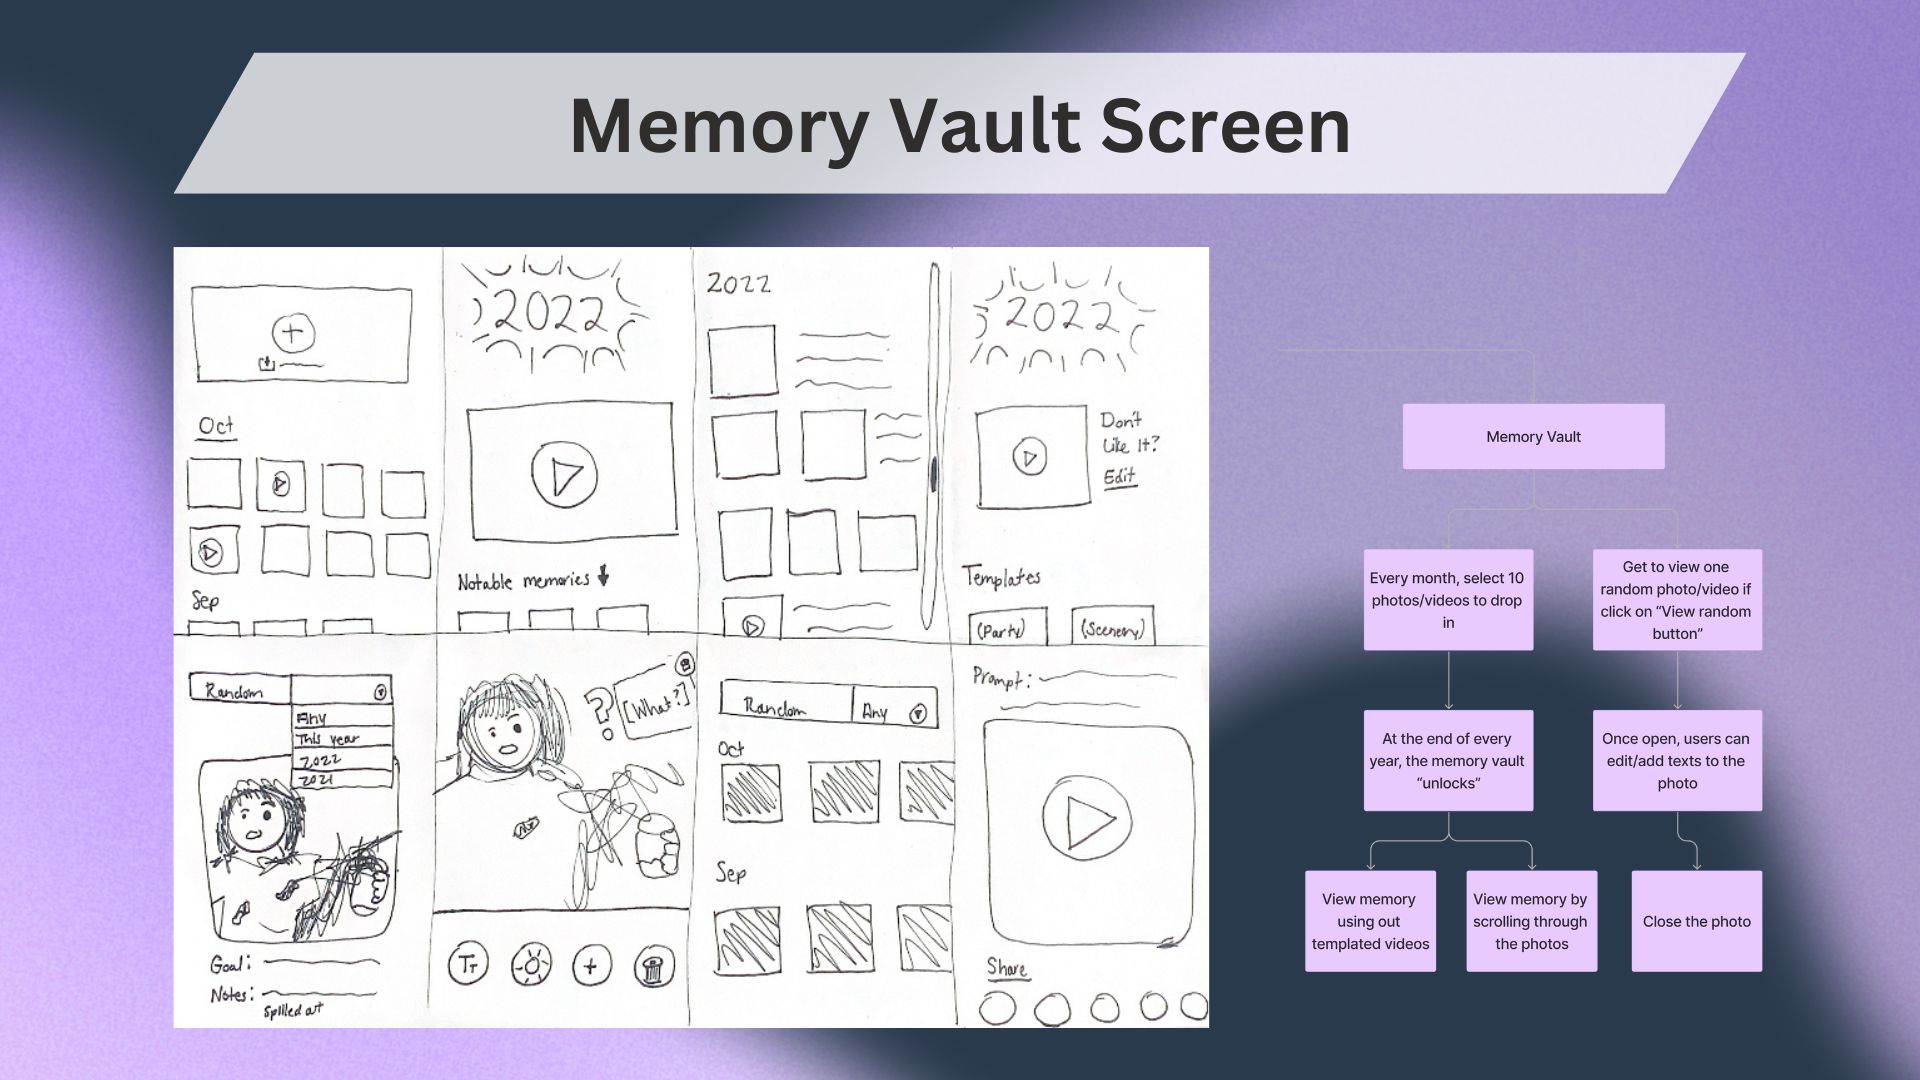 Memory Vault Screen
Oct
Sep
2022
Notable memories
2022
2022
Don't
Like It?
Edit
Templates
(Party)
(Scenery)
Random
Any
This year
2022
2021
Goal:
Notes:
Spilled art
?
[What?]
Tт
Random
Any
Oct
Sep
Prompt:
Share
Memory Vault
Every month, select 10
photos/videos to drop
in
Get to view one
random photo/video if
click on “View random
button”
At the end of every
year, the memory vault
“unlocks”
Once open, users can
edit/add texts to the
photo
View memory
using out
templated videos
View memory by
scrolling through
the photos
Close the photo